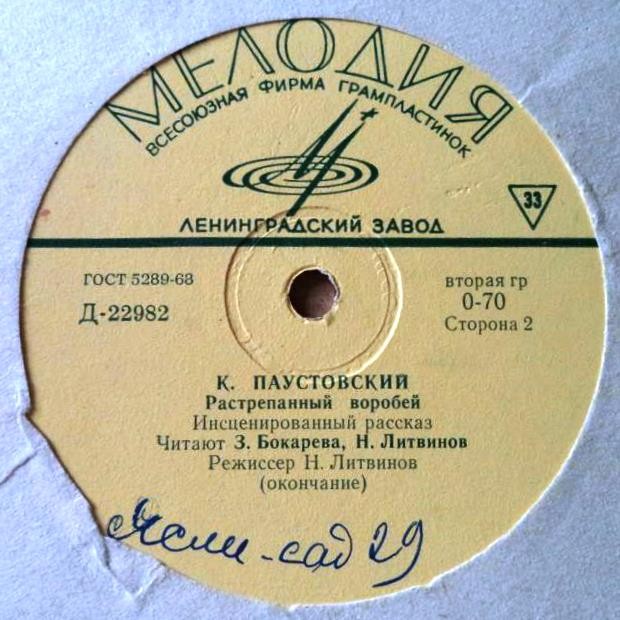 МЕЛОДИЯ
ВСЕСОЮЗНАЯ ФИРМА ГРАМПЛАСТИНОК
33
ЛЕНИНГРАДСКИЙ ЗАВОД
ГОСТ 5289-68
Д-22982
вторая гр
0-70
Сторона 2
К. ПАУСТОВСКИЙ
Растрепанный воробей
Инсценированный рассказ
Читают З. Бокарева, Н. Литвинов
Режиссер Н. Литвинов
(окончание)
Ясли-сад 29